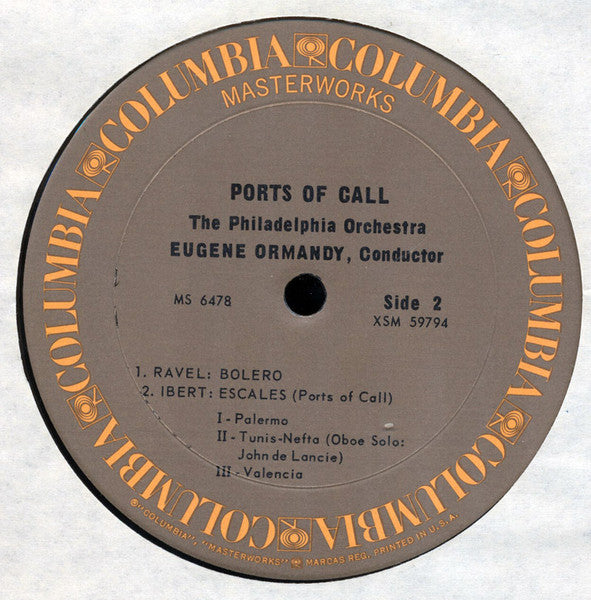 COLUMBIA COLUMBIA COLUMBIA COLUMBIA COLUMBIA COLUMBIA COLUMBIA COLUMBIA
MASTERWORKS
PORTS OF CALL
The Philadelphia Orchestra
EUGENE ORMANDY, Conductor
MS 6478
Side 2
XSM 59794
1. RAVEL: BOLERO
2. IBERT: ESCALES (Ports of Call)
I - Palermo
II - Tunis-Nefta (Oboe Solo:
John de Lancie)
III - Valencia
®"COLUMBIA", "MASTERWORKS" ® MARCAS REG. PRINTED IN U.S.A.